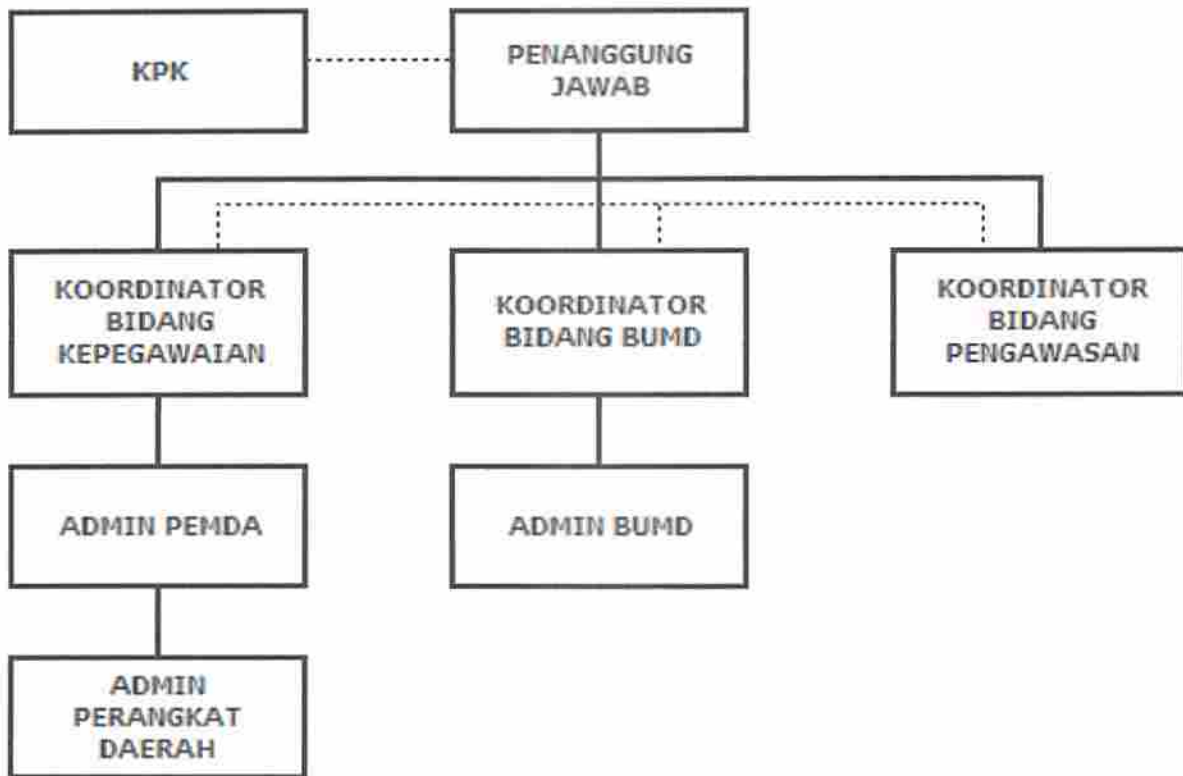 KPK
PENANGGUNG
JAWAB
KOORDINATOR
BIDANG
KEPEGAWAIAN
KOORDINATOR
BIDANG BUMD
KOORDINATOR
BIDANG
PENGAWASAN
ADMIN PEMDA
ADMIN BUMD
ADMIN
PERANGKAT
DAERAH